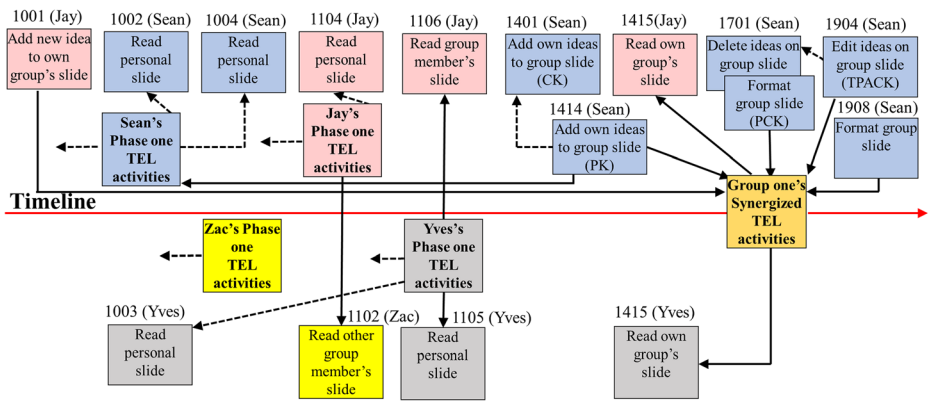 1001 (Jay)
Add new idea
to own
group's slide
1002 (Sean)
Read
personal
slide
1004 (Sean)
Read
personal
slide
1104 (Jay)
Read
personal
slide
1106 (Jay)
Read group
member's
slide
1401 (Sean)
Add own ideas
to group slide
(CK)
1415(Jay)
Read own
group's
slide
1701 (Sean)
Delete ideas on
group slide
Format
group slide
(PCK)
1904 (Sean)
Edit ideas on
group slide
(TPACK)
1908 (Sean)
Format group
slide
1414 (Sean)
Add own ideas
to group slide
(PK)
Sean's
Phase one
TEL
activities
Jay's
Phase one
TEL
activities
Timeline
Group one's
Synergized
TEL
activities
Zac's Phase
one
TEL
activities
Yves's
Phase one
TEL
activities
1003 (Yves)
Read
personal
slide
1102 (Zac)
Read other
group
member's
slide
1105 (Yves)
Read
personal
slide
1415 (Yves)
Read own
group's
slide